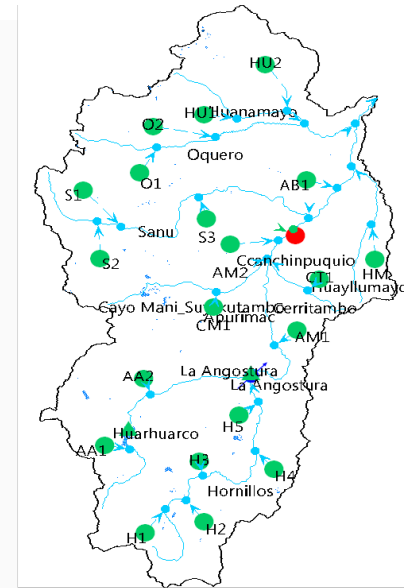 HU2
HU1
Huanamayo
O2
Oquero
O1
AB1
S1
Sanu
S3
Ccanchinpuquio
S2
AM2
CT1
HM
Huayllumayo
Cayo Mani_Sutakutambo
Cerritambo
Apurimac
CM1
AM1
La Angostura
AA2
La Angostura
H5
Huarhuarco
AA1
H3
H4
Hornillos
H2
H1